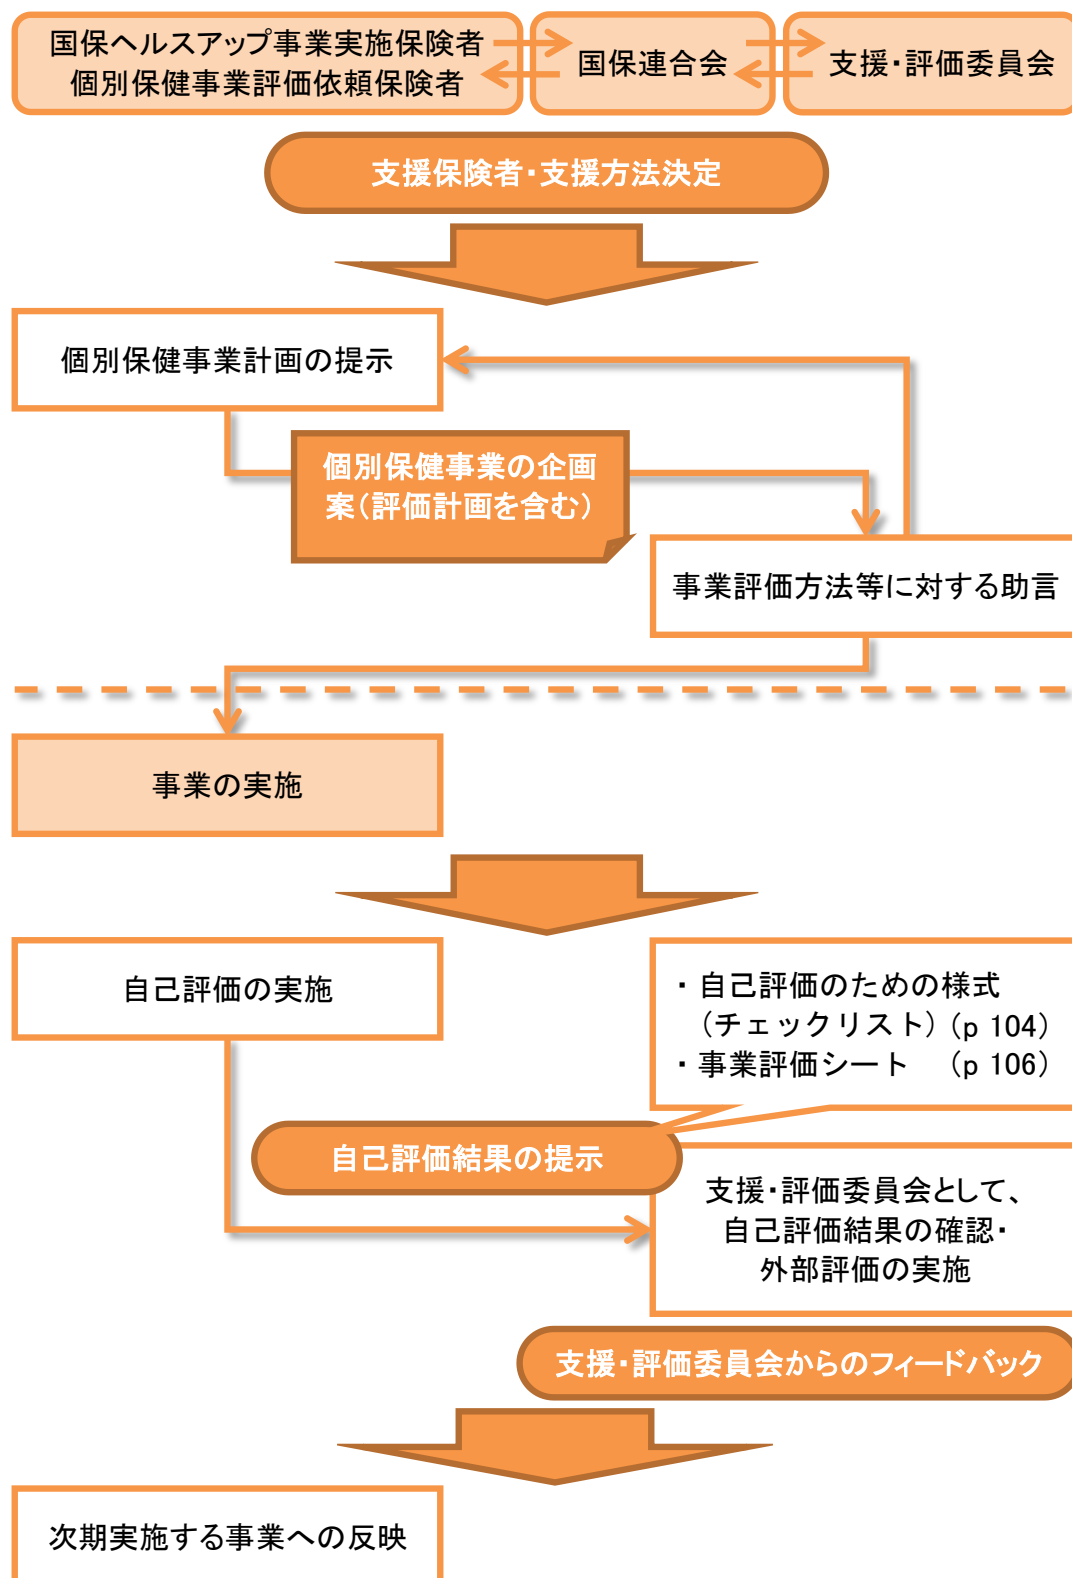 国保ヘルスアップ事業実施保険者
個別保健事業評価依頼保険者
国保連合会
支援・評価委員会
支援保険者・支援方法決定
個別保健事業計画の提示
個別保健事業の企画
案（評価計画を含む）
事業評価方法等に対する助言
事業の実施
自己評価の実施
・自己評価のための様式
（チェックリスト）（p 104）
・事業評価シート　（p 106）
自己評価結果の提示
支援・評価委員会として、
自己評価結果の確認・
外部評価の実施
支援・評価委員会からのフィードバック
次期実施する事業への反映